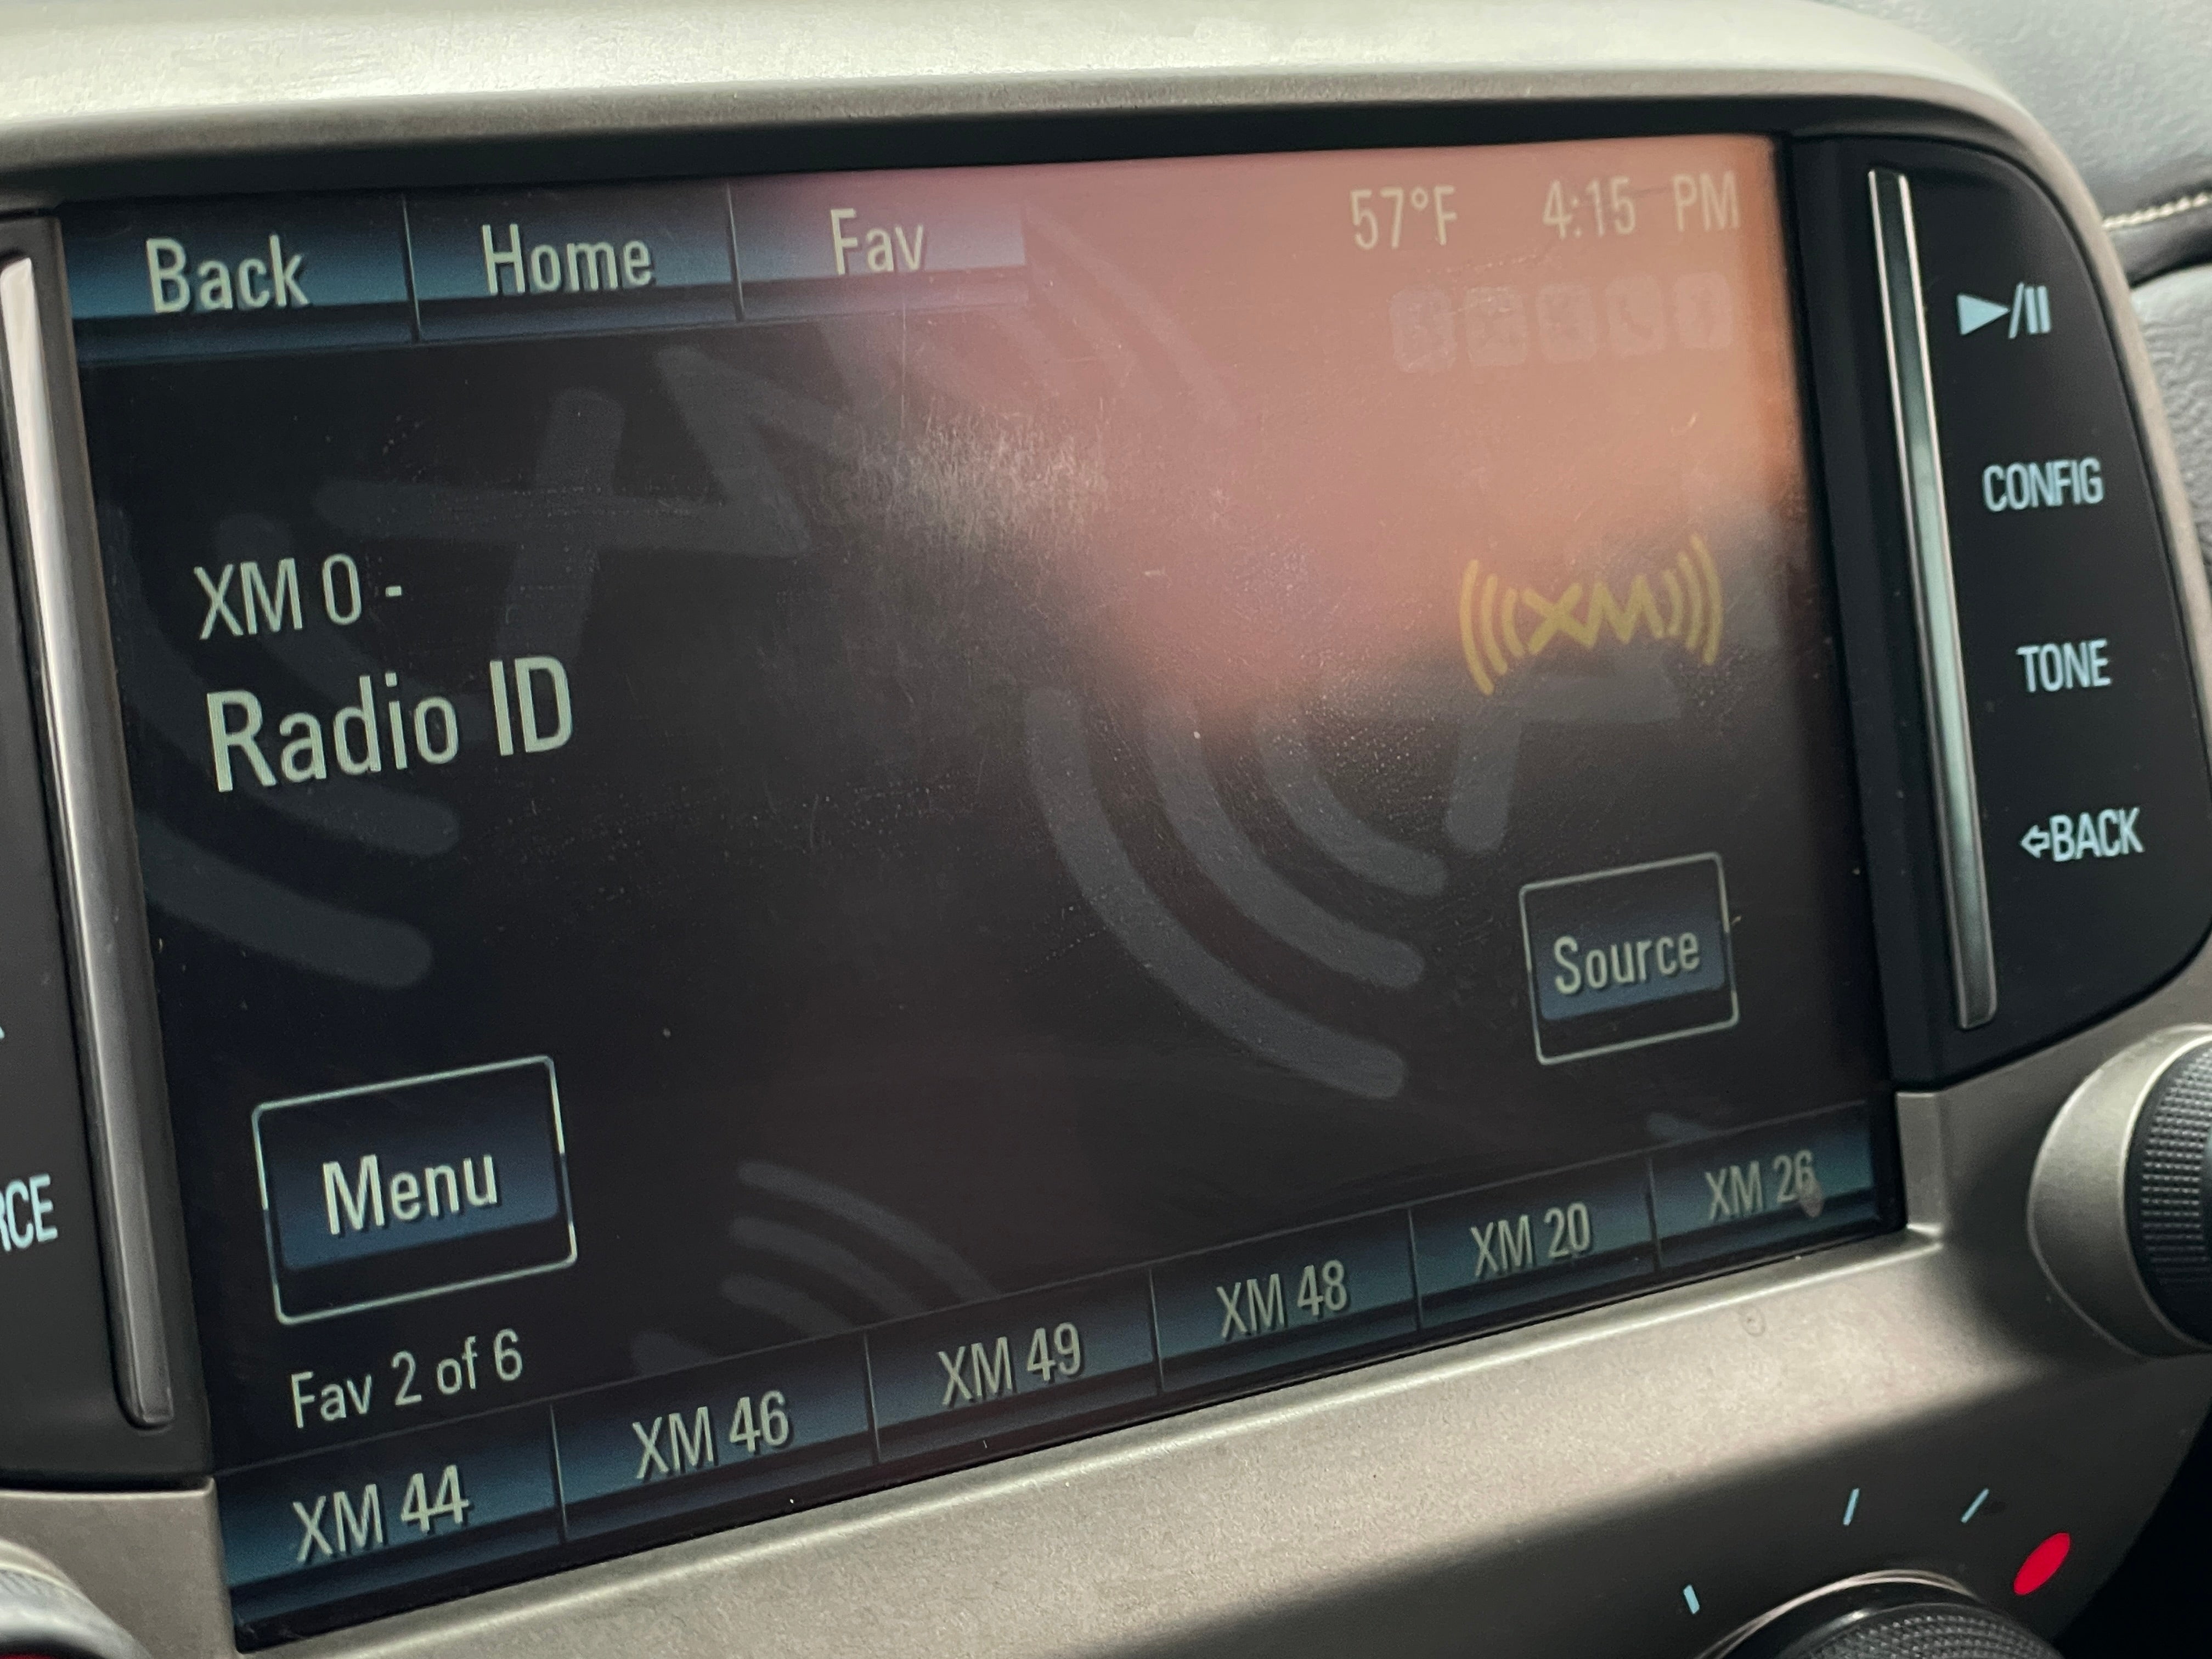 Back Home Fav 57°F 4:15 PM
XM 0 -
Radio ID
XM
Source
Menu
Fav 2 of 6
XM 44 XM 46 XM 49 XM 48 XM 20 XM 26
▶/II
CONFIG
TONE
⇦BACK
RCE